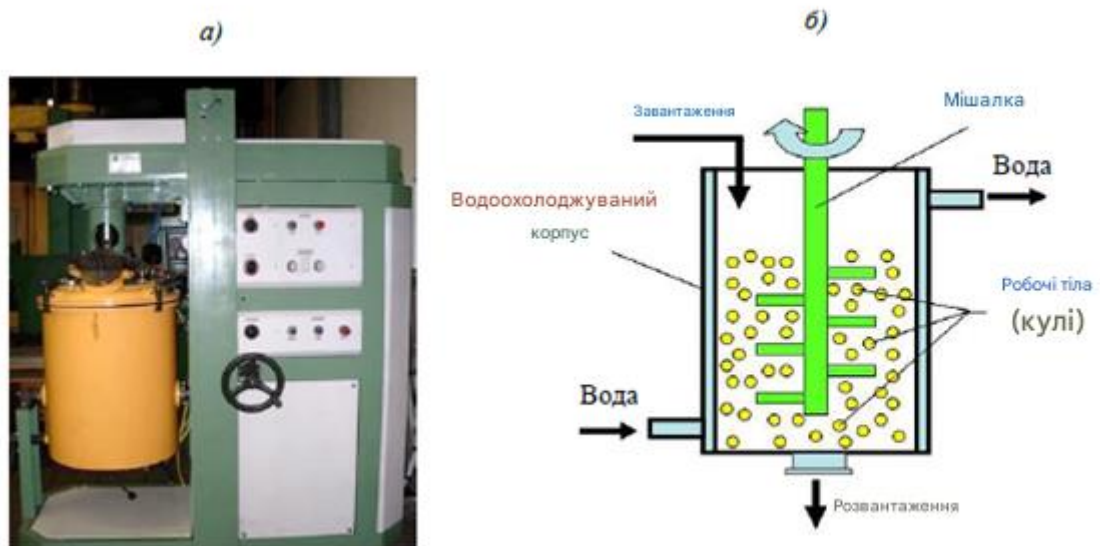 а)
б)
Завантаження
Мішалка
Вода
Водоохолоджуваний
корпус
Робочі тіла
(кулі)
Вода
Розвантаження